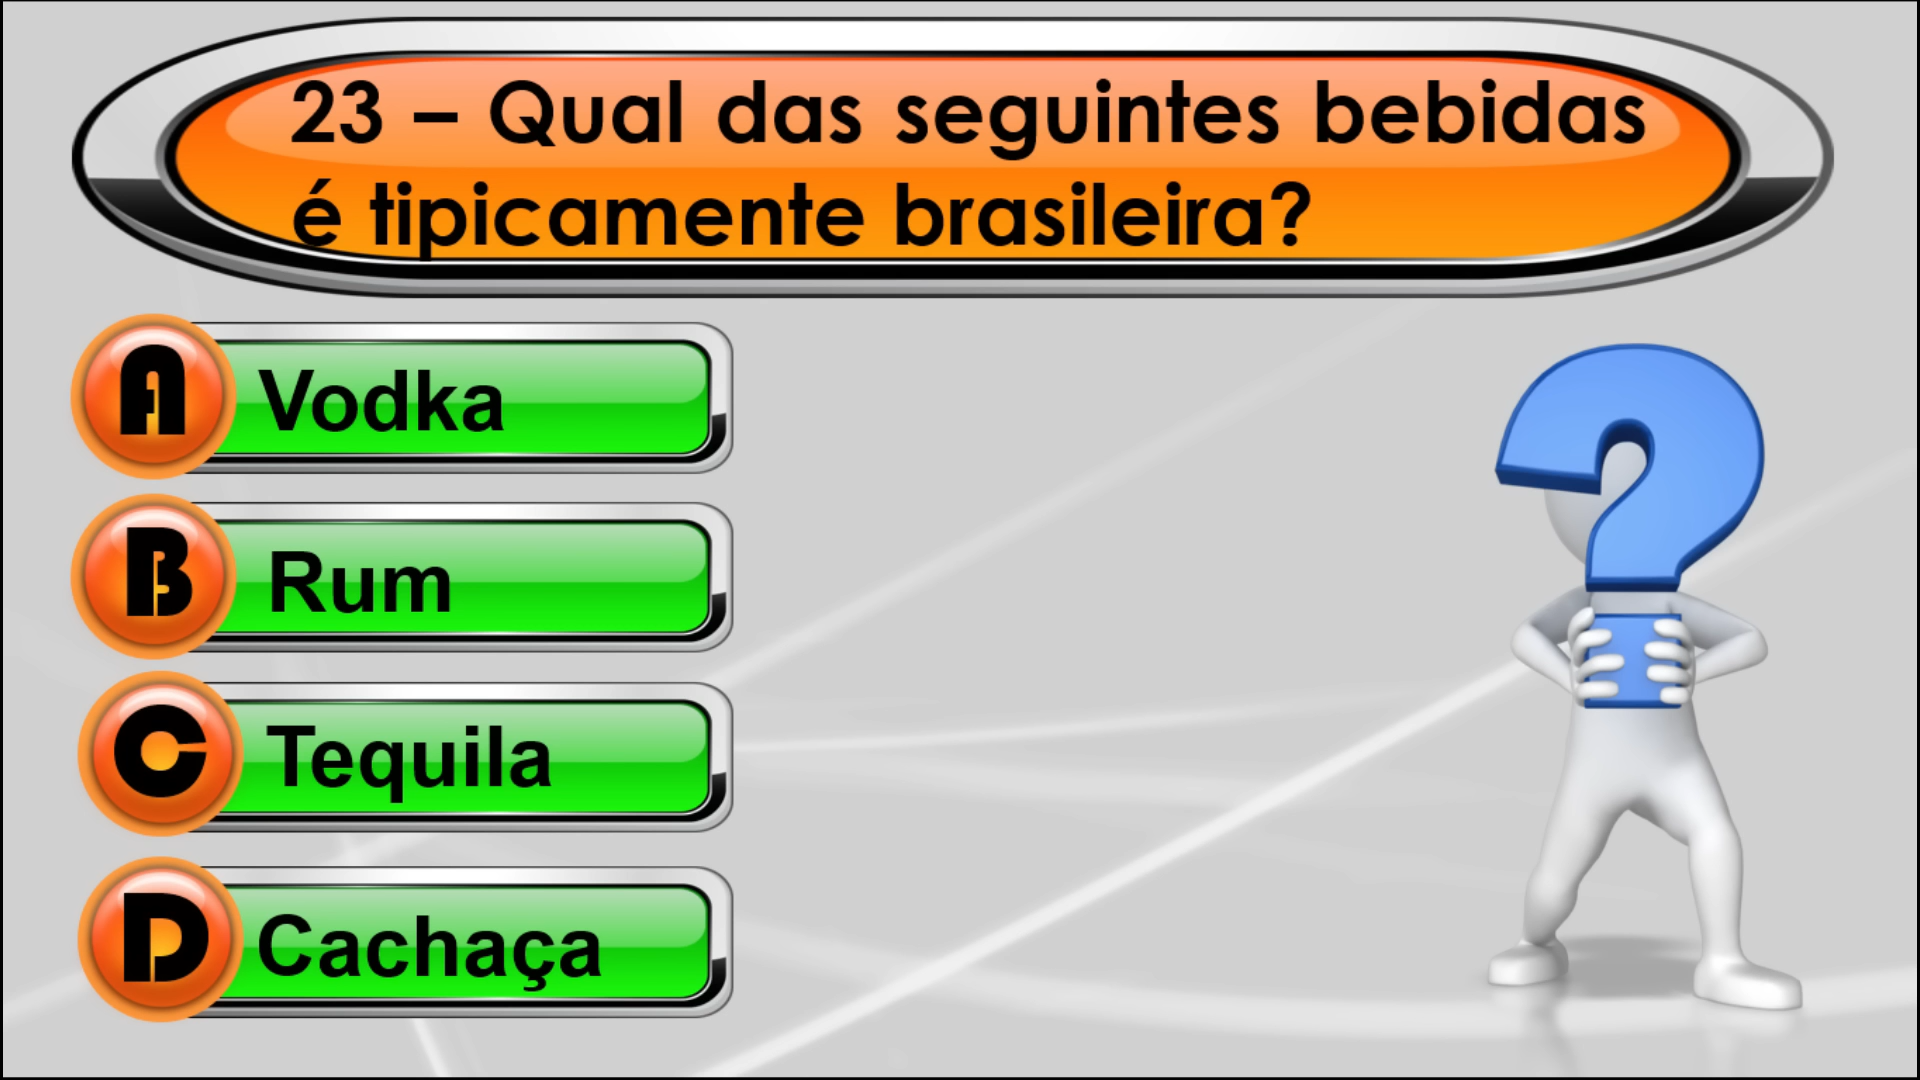 23 – Qual das seguintes bebidas
é tipicamente brasileira?
A Vodka
B Rum
C Tequila
D Cachaça